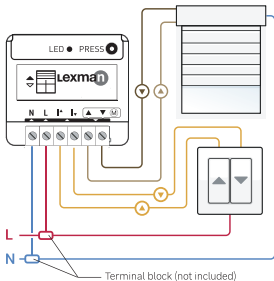 LED PRESS
Lexman
N L I▲ I▼ ▲ ▼ M
L
N
Terminal block (not included)